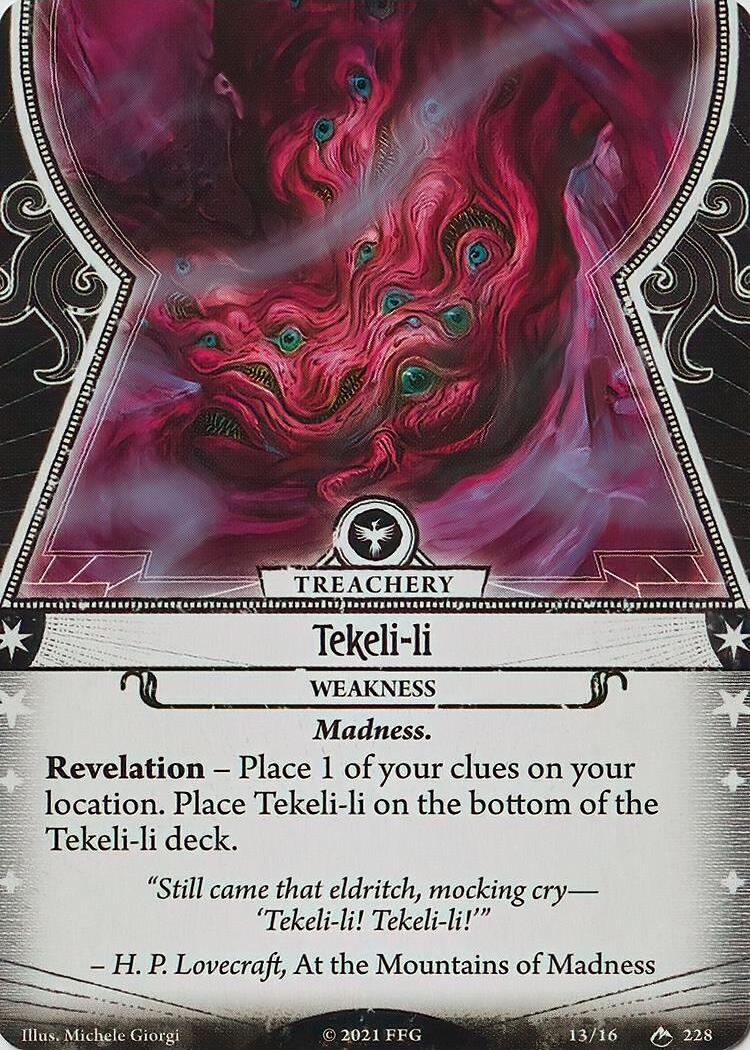 TREACHERY
Tekeli-li
WEAKNESS
Madness.
Revelation – Place 1 of your clues on your
location. Place Tekeli-li on the bottom of the
Tekeli-li deck.
“Still came that eldritch, mocking cry—
‘Tekeli-li! Tekeli-li!’”
– H. P. Lovecraft, At the Mountains of Madness
Illus. Michele Giorgi © 2021 FFG 13/16 228